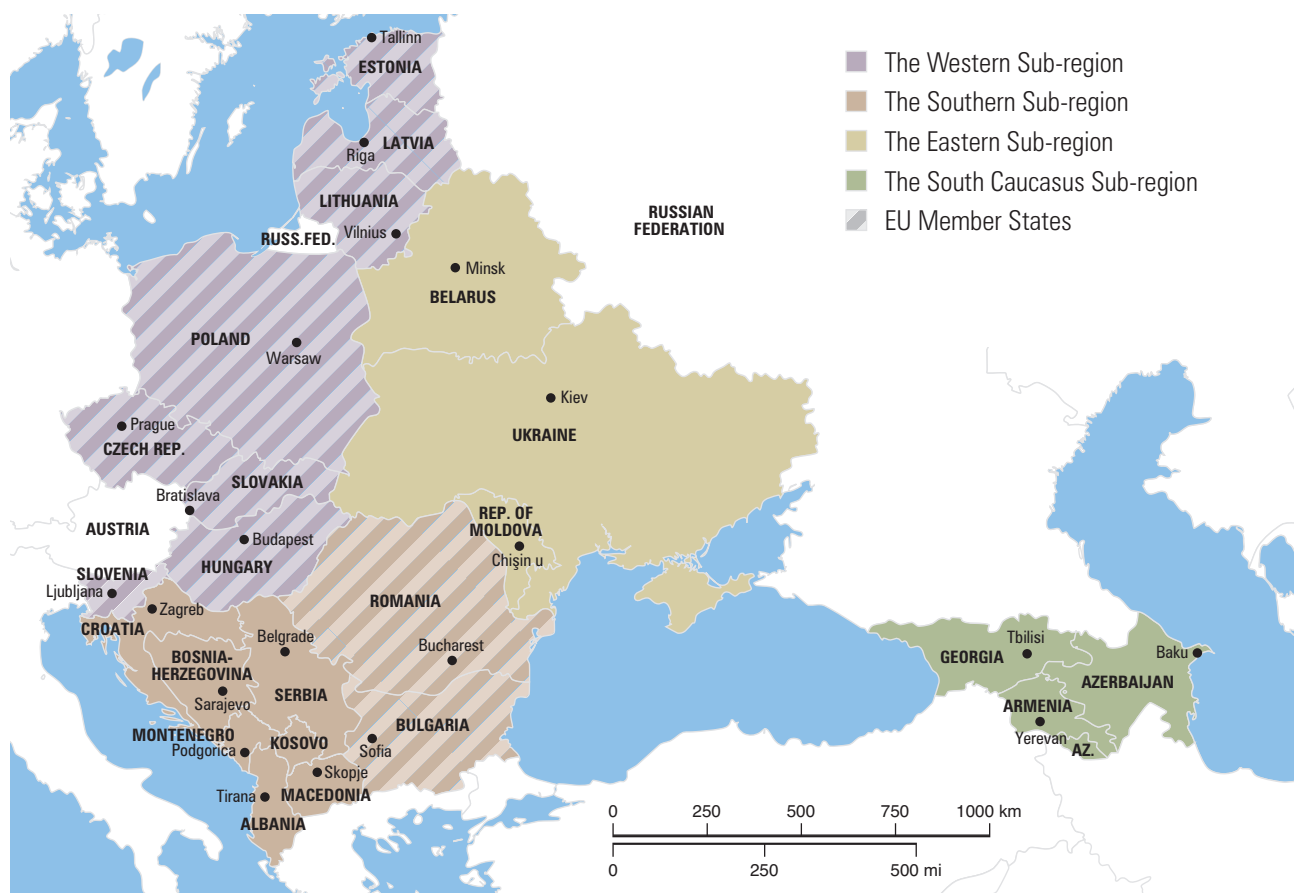 Tallinn
ESTONIA
LATVIA
Riga
LITHUANIA
Vilnius
RUSS.FED.
RUSSIAN
FEDERATION
Minsk
BELARUS
POLAND
Warsaw
Kiev
UKRAINE
Prague
CZECH REP.
SLOVAKIA
Bratislava
AUSTRIA
Budapest
HUNGARY
REP. OF
MOLDOVA
Chişin u
SLOVENIA
Ljubljana
Zagreb
CROATIA
ROMANIA
Bucharest
Belgrade
BOSNIA-
HERZEGOVINA
Sarajevo
SERBIA
MONTENEGRO
Podgorica
KOSOVO
BULGARIA
Sofia
Skopje
MACEDONIA
Tirana
ALBANIA
Tbilisi
GEORGIA
Baku
AZERBAIJAN
ARMENIA
Yerevan
AZ.
The Western Sub-region
The Southern Sub-region
The Eastern Sub-region
The South Caucasus Sub-region
EU Member States
0 250 500 750 1000 km
0 250 500 mi